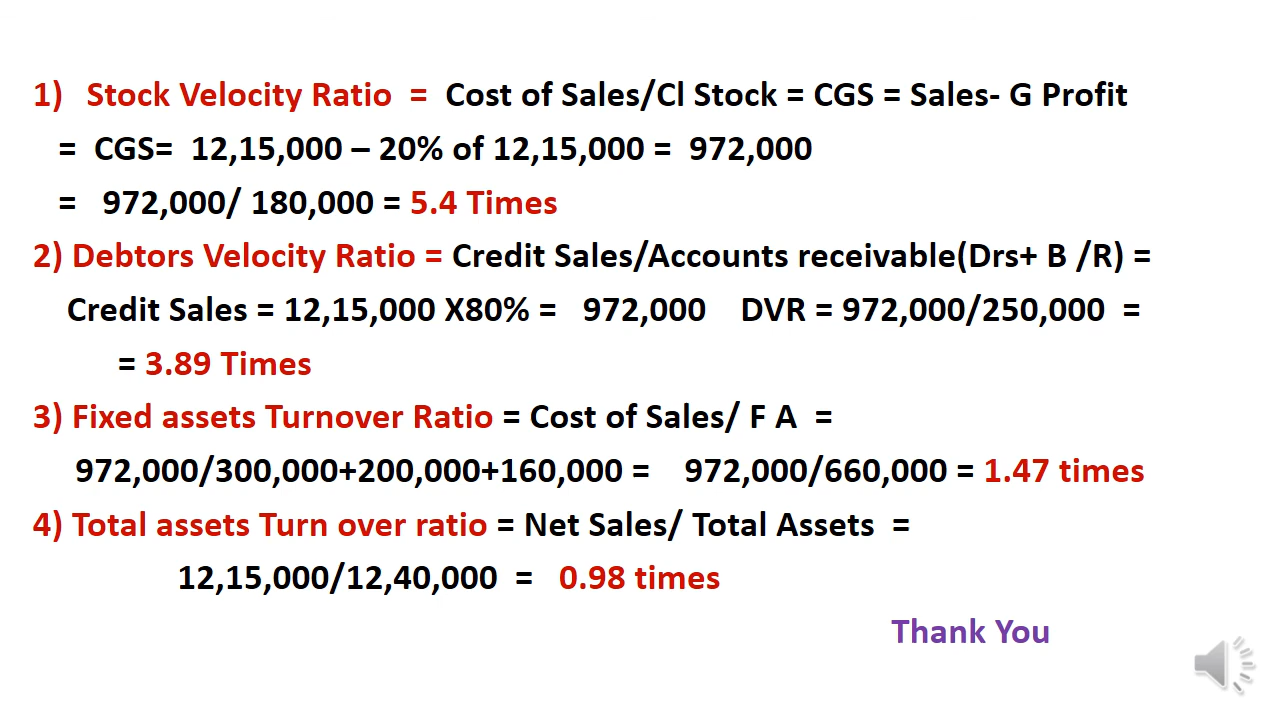 1) Stock Velocity Ratio = Cost of Sales/Cl Stock = CGS = Sales- G Profit
= CGS= 12,15,000 – 20% of 12,15,000 = 972,000
= 972,000/ 180,000 = 5.4 Times
2) Debtors Velocity Ratio = Credit Sales/Accounts receivable(Drs+ B /R) =
Credit Sales = 12,15,000 X80% = 972,000 DVR = 972,000/250,000 =
= 3.89 Times
3) Fixed assets Turnover Ratio = Cost of Sales/ F A =
972,000/300,000+200,000+160,000 = 972,000/660,000 = 1.47 times
4) Total assets Turn over ratio = Net Sales/ Total Assets =
12,15,000/12,40,000 = 0.98 times
Thank You